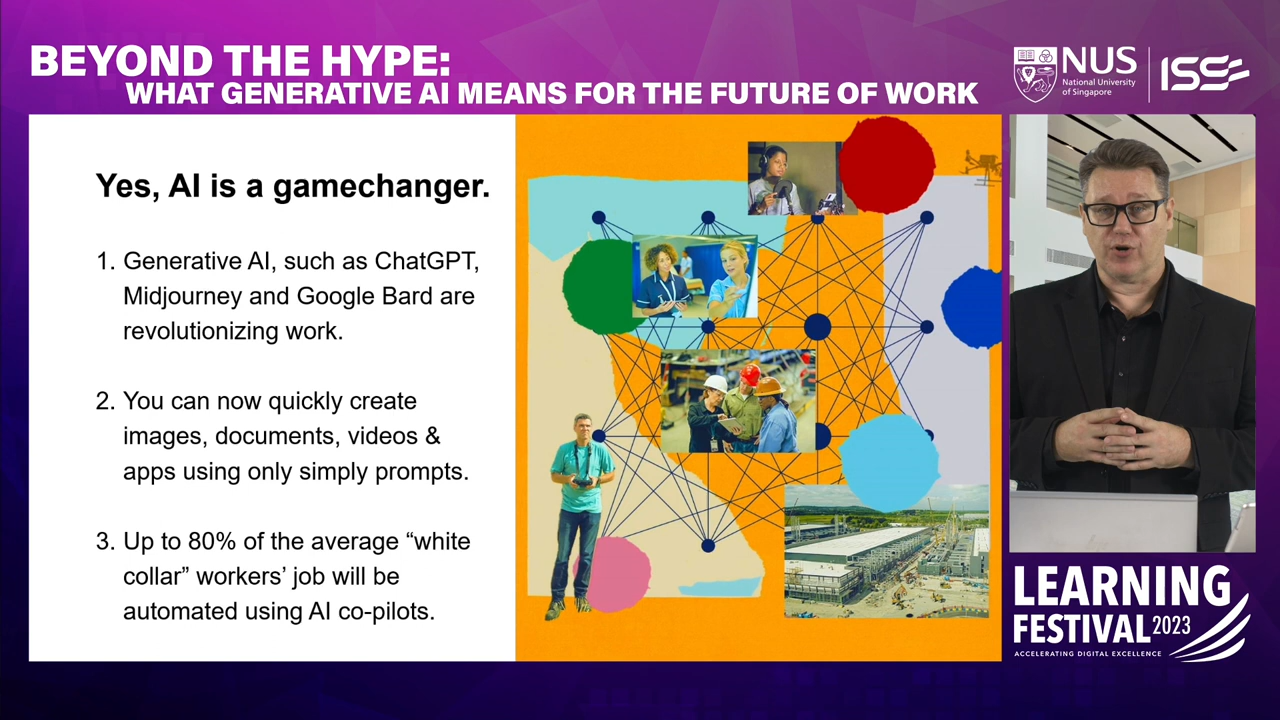 BEYOND THE HYPE:
WHAT GENERATIVE AI MEANS FOR THE FUTURE OF WORK
NUS
National University
of Singapore
ISS
Yes, AI is a gamechanger.
1. Generative AI, such as ChatGPT,
Midjourney and Google Bard are
revolutionizing work.
2. You can now quickly create
images, documents, videos &
apps using only simply prompts.
3. Up to 80% of the average “white
collar” workers’ job will be
automated using AI co-pilots.
LEARNING
FESTIVAL 2023
ACCELERATING DIGITAL EXCELLENCE